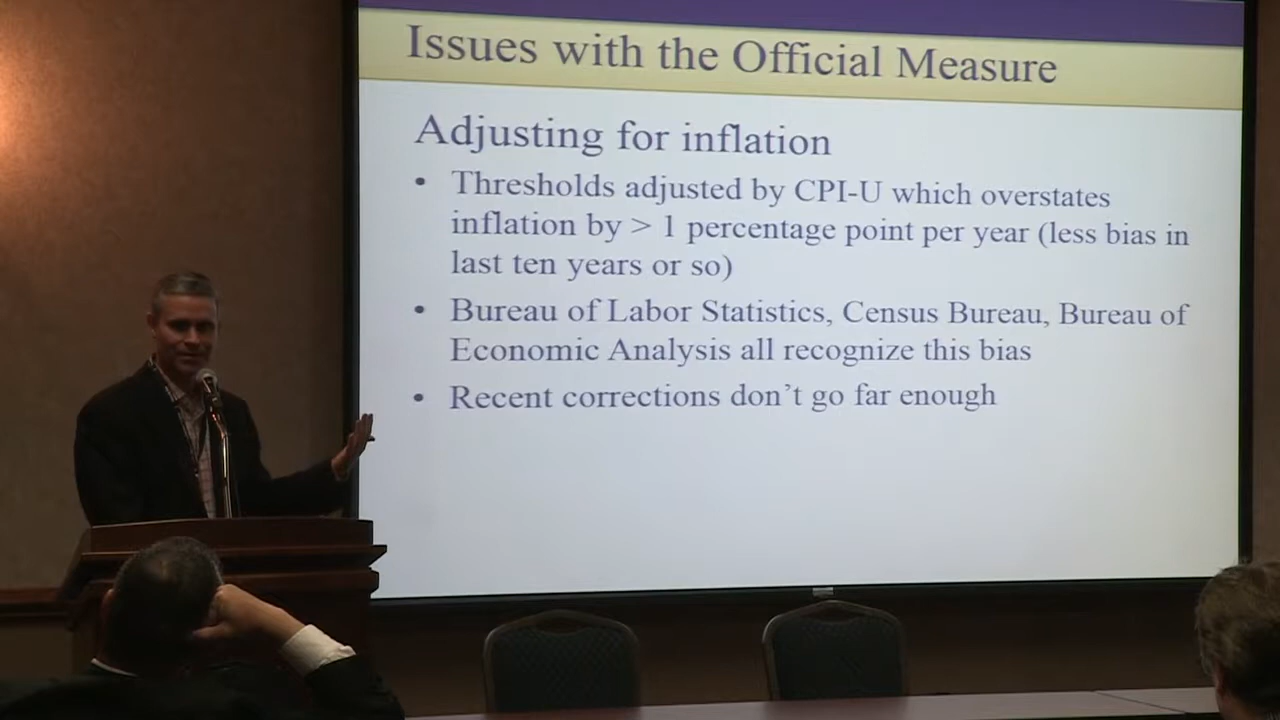 Issues with the Official Measure
Adjusting for inflation
• Thresholds adjusted by CPI-U which overstates
inflation by > 1 percentage point per year (less bias in
last ten years or so)
• Bureau of Labor Statistics, Census Bureau, Bureau of
Economic Analysis all recognize this bias
• Recent corrections don’t go far enough